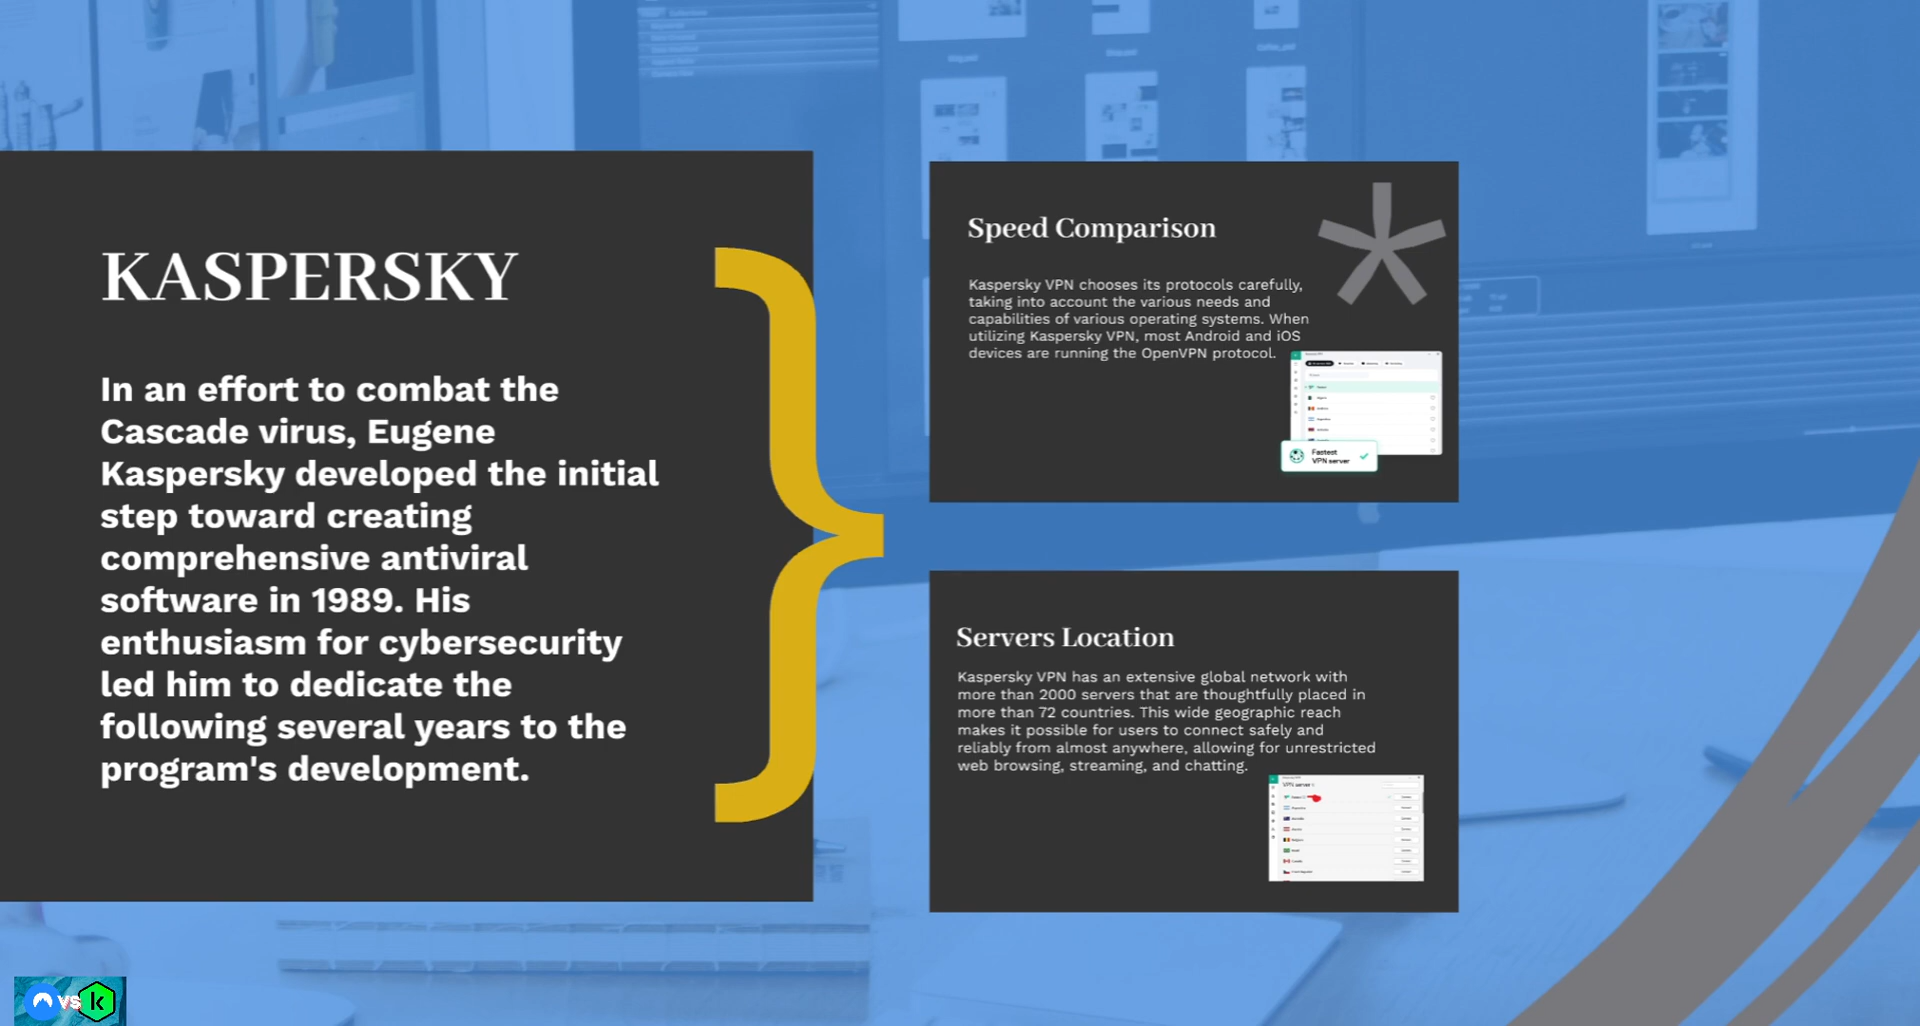 KASPERSKY
In an effort to combat the
Cascade virus, Eugene
Kaspersky developed the initial
step toward creating
comprehensive antiviral
software in 1989. His
enthusiasm for cybersecurity
led him to dedicate the
following several years to the
program's development.
Speed Comparison
Kaspersky VPN chooses its protocols carefully,
taking into account the various needs and
capabilities of various operating systems. When
utilizing Kaspersky VPN, most Android and iOS
devices are running the OpenVPN protocol.
Fastest
VPN server
Servers Location
Kaspersky VPN has an extensive global network with
more than 2000 servers that are thoughtfully placed in
more than 72 countries. This wide geographic reach
makes it possible for users to connect safely and
reliably from almost anywhere, allowing for unrestricted
web browsing, streaming, and chatting.
VPN servers
VS
k